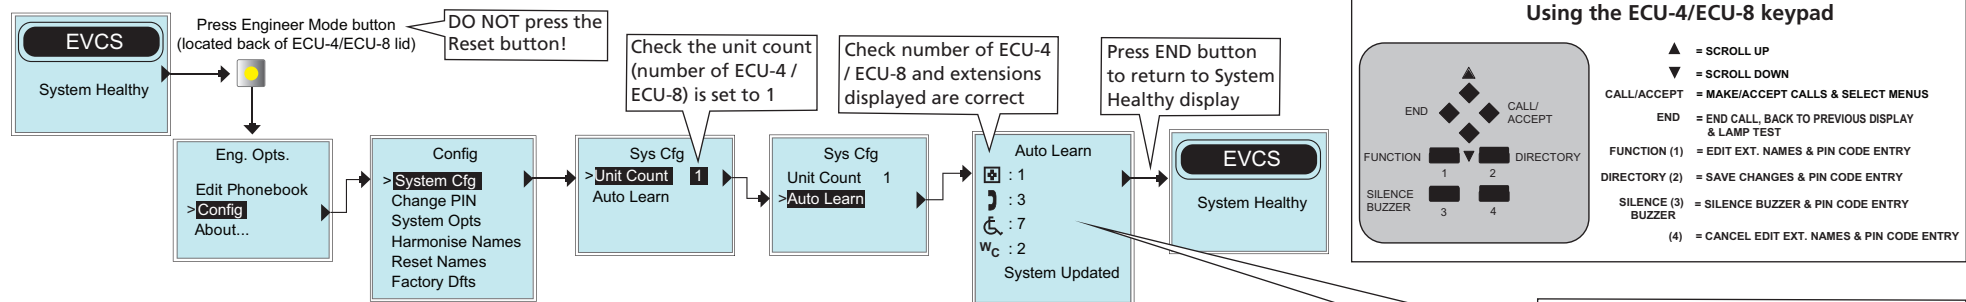 EVCS
System Healthy
Press Engineer Mode button
(located back of ECU-4/ECU-8 lid)
DO NOT press the
Reset button!
Eng. Opts.
Edit Phonebook
>Config
About...
Config
>System Cfg
Change PIN
System Opts
Harmonise Names
Reset Names
Factory Dfts
Check the unit count
(number of ECU-4 /
ECU-8) is set to 1
Sys Cfg
>Unit Count 1
Auto Learn
Sys Cfg
Unit Count 1
>Auto Learn
Check number of ECU-4
/ ECU-8 and extensions
displayed are correct
Auto Learn
: 1
: 3
: 7
WC : 2
System Updated
Press END button
to return to System
Healthy display
EVCS
System Healthy
Using the ECU-4/ECU-8 keypad
END
CALL/
ACCEPT
FUNCTION
DIRECTORY
1 2
SILENCE
BUZZER
3 4
▲ = SCROLL UP
▼ = SCROLL DOWN
CALL/ACCEPT = MAKE/ACCEPT CALLS & SELECT MENUS
END = END CALL, BACK TO PREVIOUS DISPLAY
& LAMP TEST
FUNCTION (1) = EDIT EXT. NAMES & PIN CODE ENTRY
DIRECTORY (2) = SAVE CHANGES & PIN CODE ENTRY
SILENCE (3) = SILENCE BUZZER & PIN CODE ENTRY
BUZZER
(4) = CANCEL EDIT EXT. NAMES & PIN CODE ENTRY